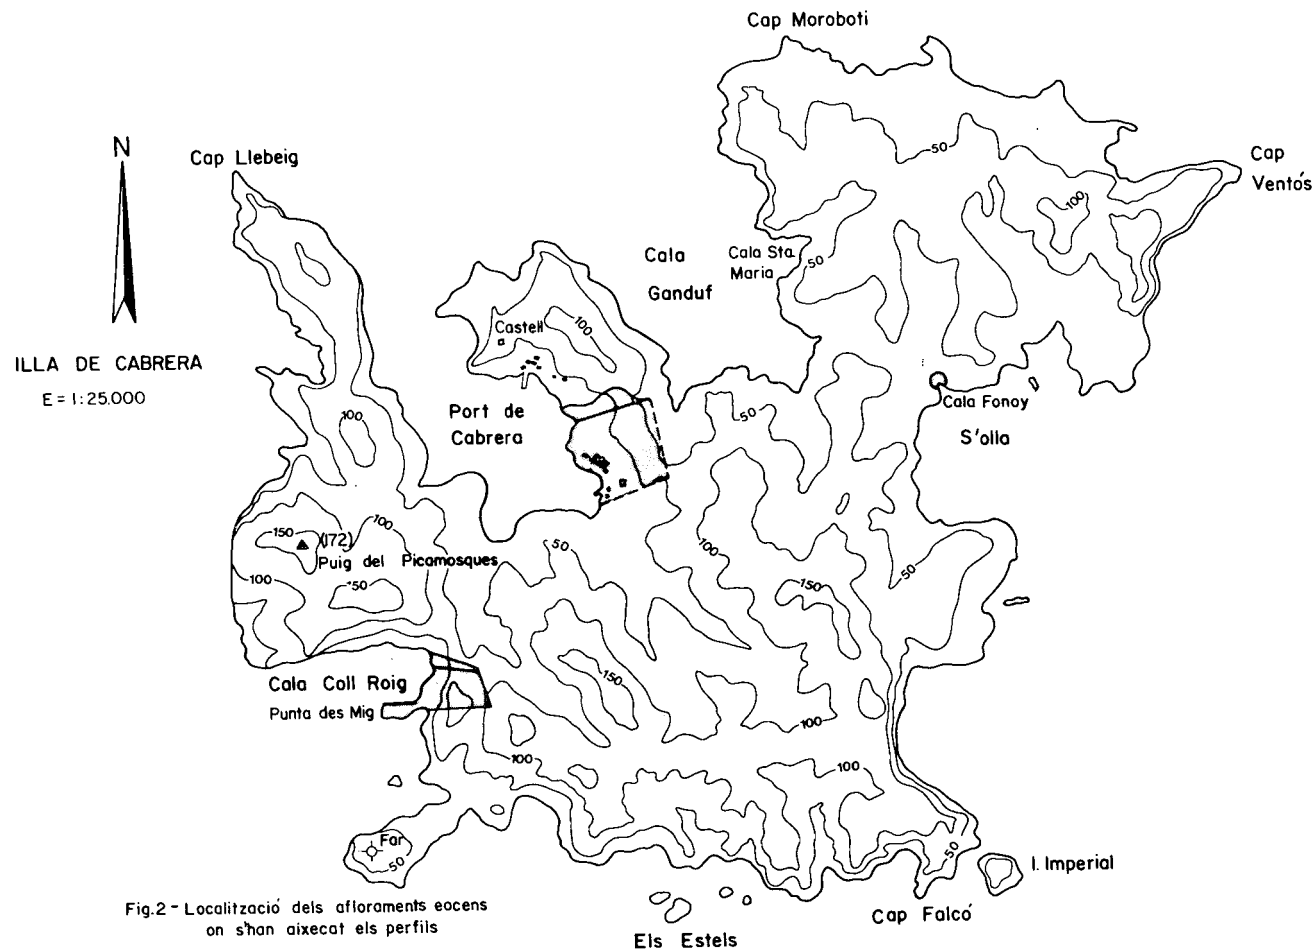 Cap Moroboti
N
Cap Llebeig
Cap
Ventós
50
100
Cala
Ganduf
Cala Sta.
Maria
50
Castell
100
ILLA DE CABRERA
E = 1:25.000
Port de
Cabrera
100
50
Cala Fonoy
S'olla
150
(172)
Puig del Picamosques
100
50
100
50
100
150
150
Cala Coll Roig
Punta des Mig
150
100
100
100
Far
50
50
I. Imperial
Fig.2 - Localització dels afloraments eocens
on s'han aixecat els perfils
Cap Falcó
Els Estels